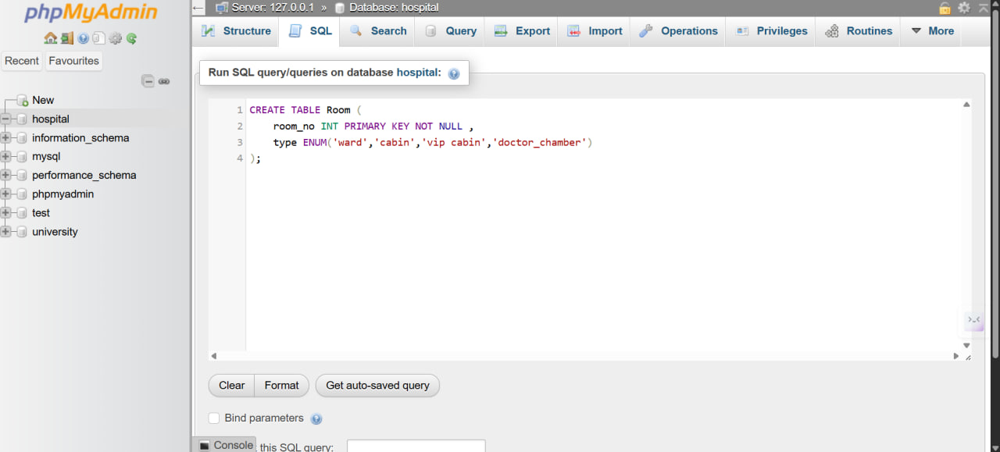 phpMyAdmin
Recent Favourites
New
hospital
information_schema
mysql
performance_schema
phpmyadmin
test
university
Server: 127.0.0.1 » Database: hospital
Structure SQL Search Query Export Import Operations Privileges Routines More
Run SQL query/queries on database hospital:
1 CREATE TABLE Room (
2 room_no INT PRIMARY KEY NOT NULL ,
3 type ENUM('ward','cabin','vip cabin','doctor_chamber')
4 );
Clear Format Get auto-saved query
Bind parameters
Console this SQL query: